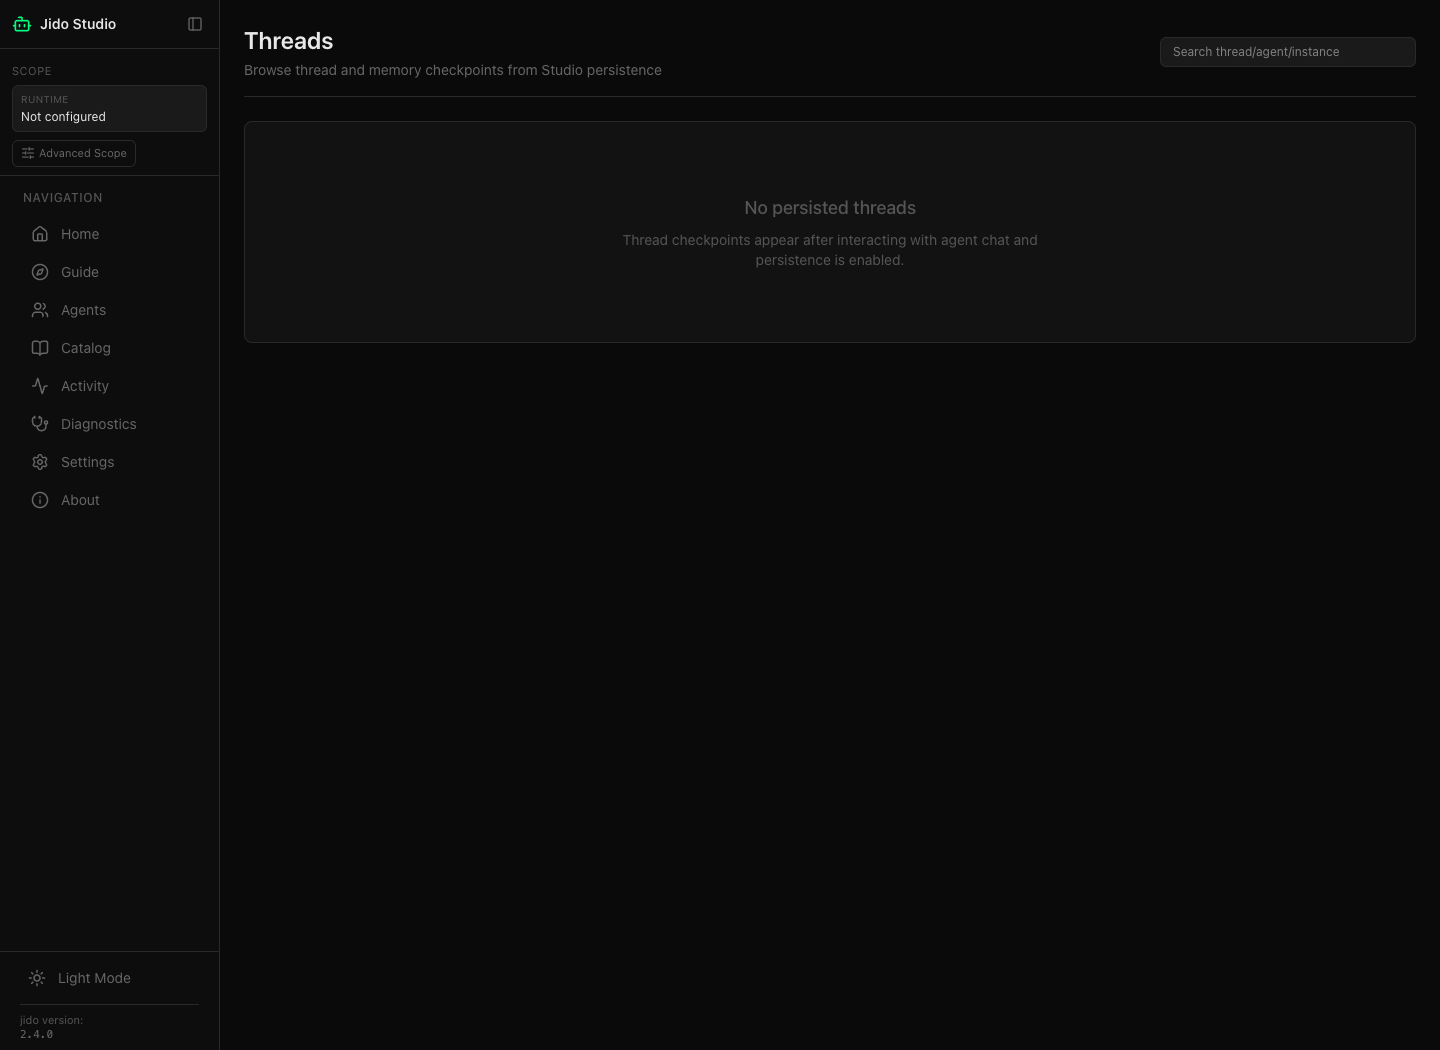 Jido Studio
SCOPE
RUNTIME
Not configured
Advanced Scope
NAVIGATION
Home
Guide
Agents
Catalog
Activity
Diagnostics
Settings
About
Light Mode
jido version:
2.4.0
Threads
Browse thread and memory checkpoints from Studio persistence
Search thread/agent/instance
No persisted threads
Thread checkpoints appear after interacting with agent chat and
persistence is enabled.